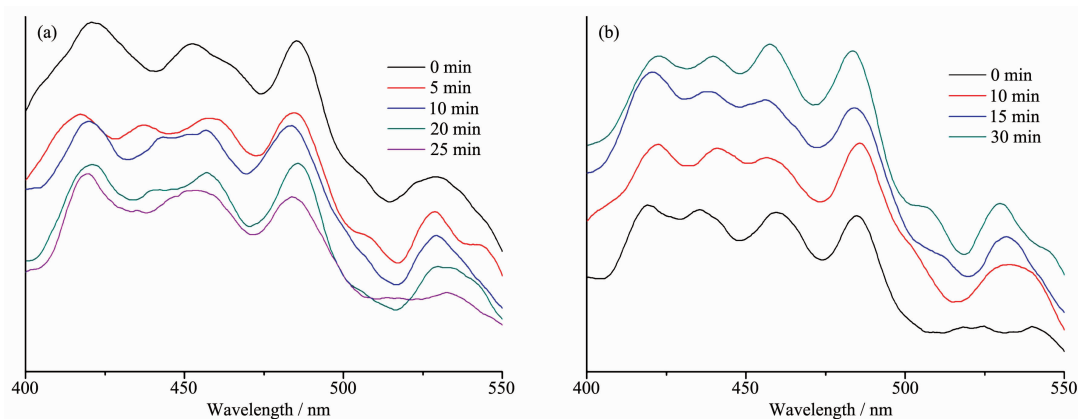 (a)
0 min
5 min
10 min
20 min
25 min
400
450
500
550
Wavelength / nm
(b)
0 min
10 min
15 min
30 min
400
450
500
550
Wavelength / nm